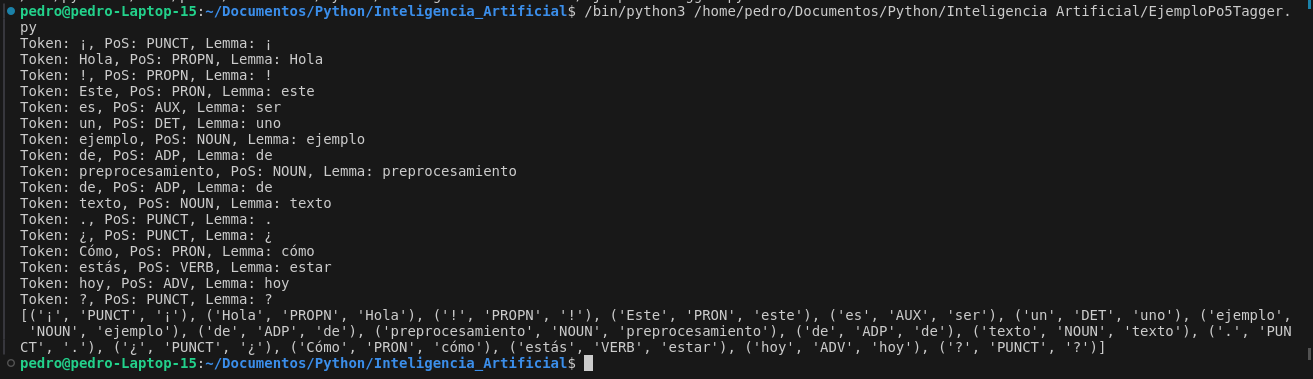 pedro@pedro-Laptop-15:~/Documentos/Python/Inteligencia_Artificial$ /bin/python3 /home/pedro/Documentos/Python/Inteligencia Artificial/EjemploPo5Tagger.
py
Token: ¡, PoS: PUNCT, Lemma: ¡
Token: Hola, PoS: PROPN, Lemma: Hola
Token: !, PoS: PROPN, Lemma: !
Token: Este, PoS: PRON, Lemma: este
Token: es, PoS: AUX, Lemma: ser
Token: un, PoS: DET, Lemma: uno
Token: ejemplo, PoS: NOUN, Lemma: ejemplo
Token: de, PoS: ADP, Lemma: de
Token: preprocesamiento, PoS: NOUN, Lemma: preprocesamiento
Token: de, PoS: ADP, Lemma: de
Token: texto, PoS: NOUN, Lemma: texto
Token: ., PoS: PUNCT, Lemma: .
Token: ¿, PoS: PUNCT, Lemma: ¿
Token: Cómo, PoS: PRON, Lemma: cómo
Token: estás, PoS: VERB, Lemma: estar
Token: hoy, PoS: ADV, Lemma: hoy
Token: ?, PoS: PUNCT, Lemma: ?
[('¡', 'PUNCT', '¡'), ('Hola', 'PROPN', 'Hola'), ('!', 'PROPN', '!'), ('Este', 'PRON', 'este'), ('es', 'AUX', 'ser'), ('un', 'DET', 'uno'), ('ejemplo',
 'NOUN', 'ejemplo'), ('de', 'ADP', 'de'), ('preprocesamiento', 'NOUN', 'preprocesamiento'), ('de', 'ADP', 'de'), ('texto', 'NOUN', 'texto'), ('.', 'PUN
CT', '.'), ('¿', 'PUNCT', '¿'), ('Cómo', 'PRON', 'cómo'), ('estás', 'VERB', 'estar'), ('hoy', 'ADV', 'hoy'), ('?', 'PUNCT', '?')]
pedro@pedro-Laptop-15:~/Documentos/Python/Inteligencia_Artificial$